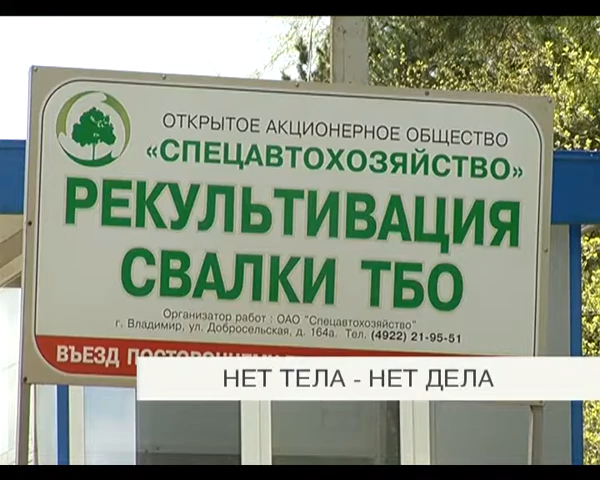 ОТКРЫТОЕ АКЦИОНЕРНОЕ ОБЩЕСТВО
«СПЕЦАВТОХОЗЯЙСТВО»
РЕКУЛЬТИВАЦИЯ
СВАЛКИ ТБО
Организатор работ : ОАО "Спецавтохозяйство"
г. Владимир, ул. Добросельская, д. 164а. Тел. (4922) 21-95-51
ВЪЕЗД
НЕТ ТЕЛА - НЕТ ДЕЛА